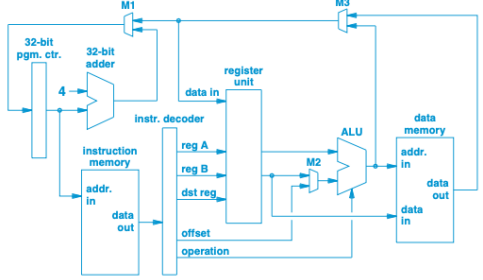 M1
M3
32-bit
pgm. ctr.
32-bit
adder
4
register
unit
data in
instr. decoder
ALU
data
memory
instruction
memory
reg A
reg B
dst reg
M2
addr.
in
addr.
in
data
out
data
out
data
in
offset
operation